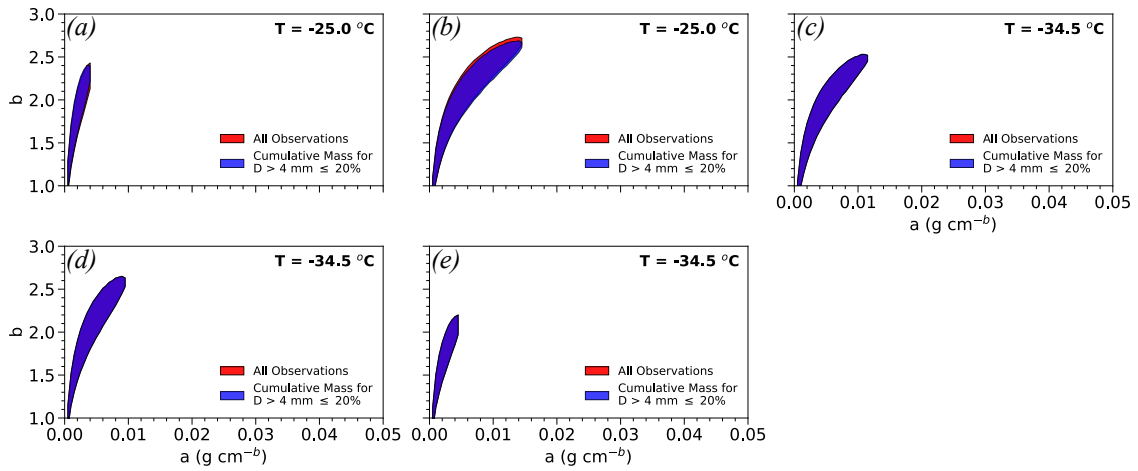 (a)
T = -25.0 °C
3.0
2.5
2.0
1.5
1.0
b
All Observations
Cumulative Mass for
D > 4 mm ≤ 20%
(b)
T = -25.0 °C
All Observations
Cumulative Mass for
D > 4 mm ≤ 20%
(c)
T = -34.5 °C
All Observations
Cumulative Mass for
D > 4 mm ≤ 20%
0.00 0.01 0.02 0.03 0.04 0.05
a (g cm⁻ᵇ)
(d)
T = -34.5 °C
3.0
2.5
2.0
1.5
1.0
b
All Observations
Cumulative Mass for
D > 4 mm ≤ 20%
0.00 0.01 0.02 0.03 0.04 0.05
a (g cm⁻ᵇ)
(e)
T = -34.5 °C
All Observations
Cumulative Mass for
D > 4 mm ≤ 20%
0.00 0.01 0.02 0.03 0.04 0.05
a (g cm⁻ᵇ)